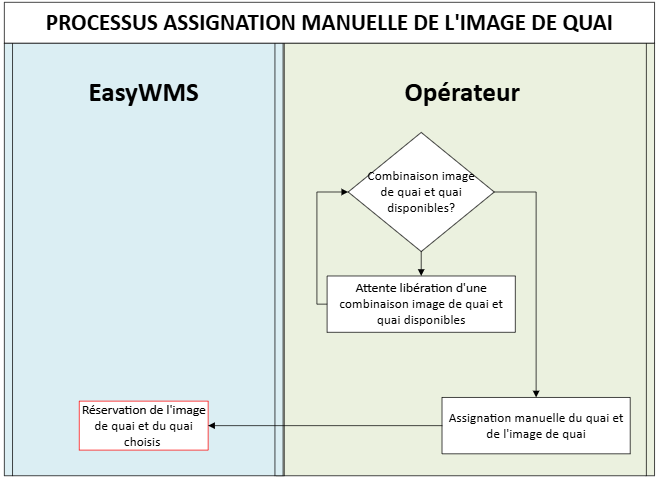 PROCESSUS ASSIGNATION MANUELLE DE L'IMAGE DE QUAI
EasyWMS
Opérateur
Combinaison image
de quai et quai
disponibles?
Attente libération d'une
combinaison image de quai et
quai disponibles
Réservation de l'image
de quai et du quai
choisis
Assignation manuelle du quai et
de l'image de quai